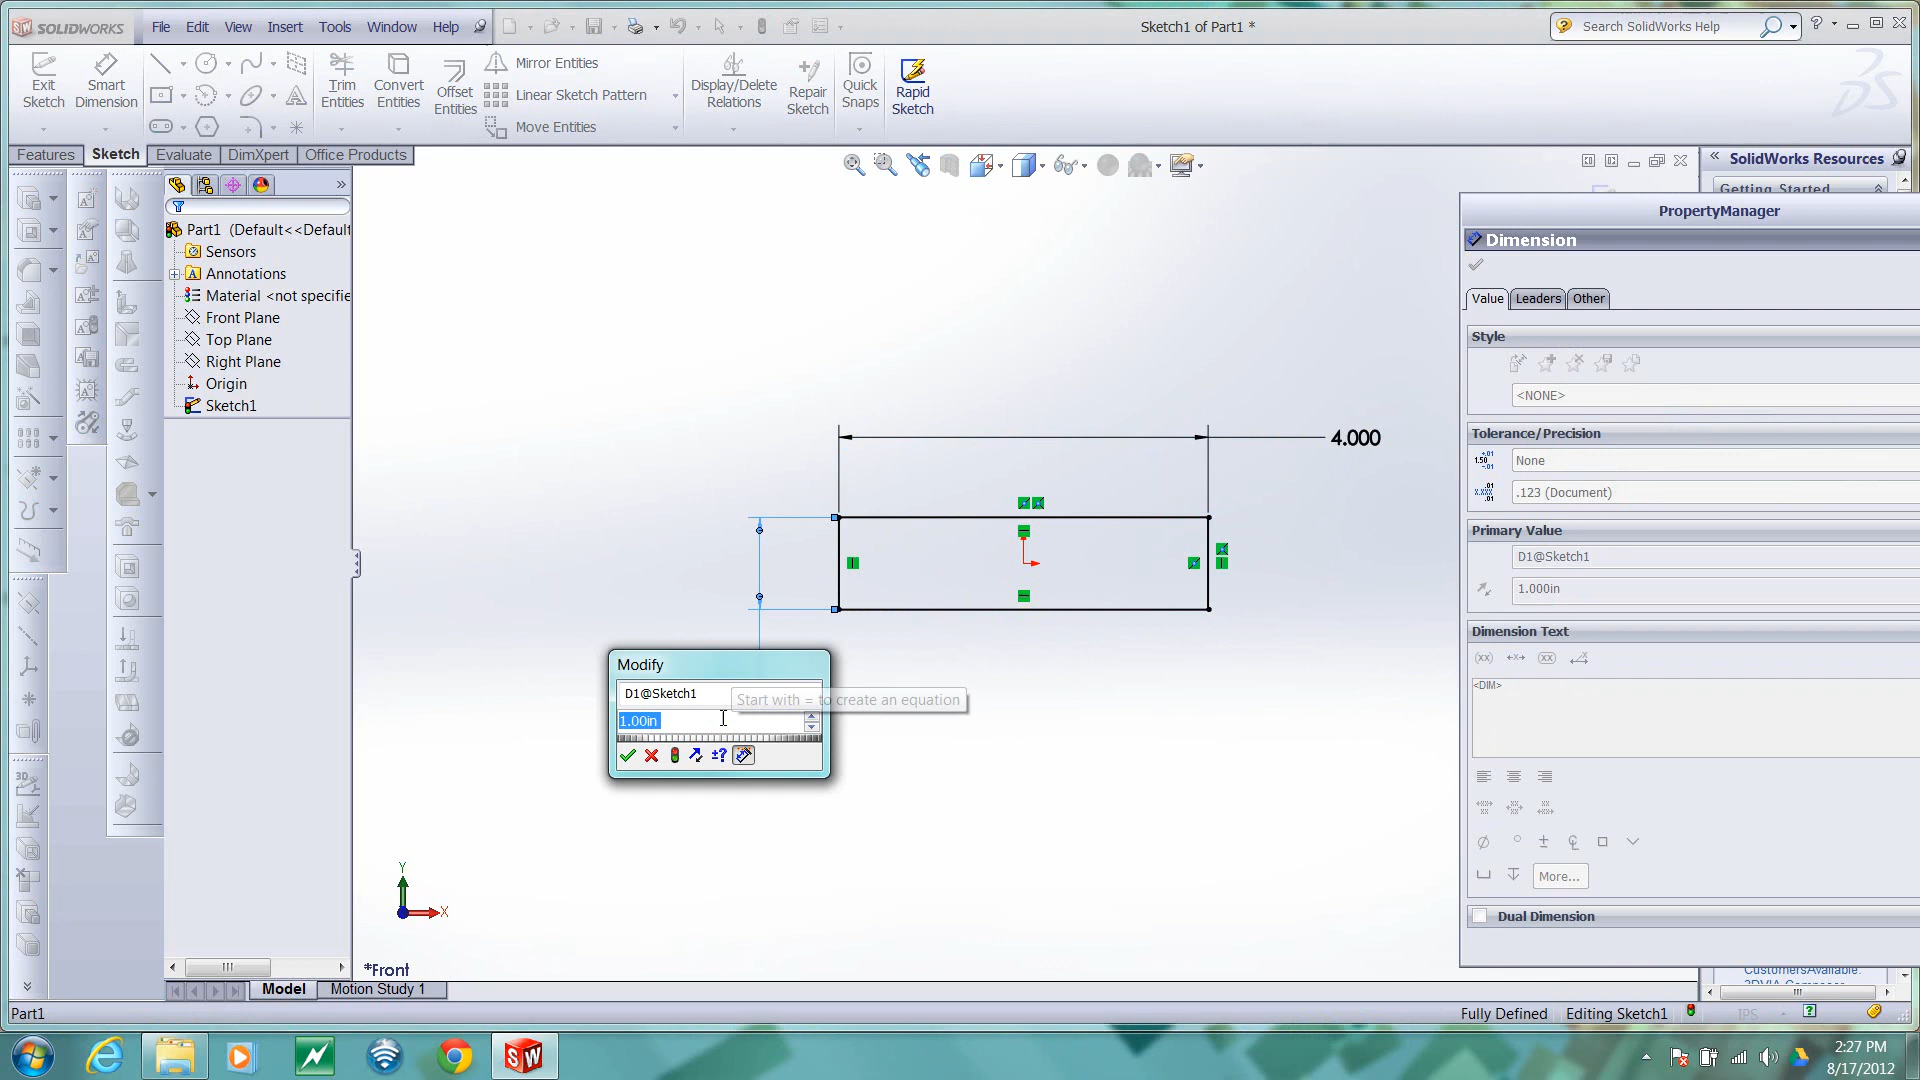 SOLIDWORKS File Edit View Insert Tools Window Help Sketch1 of Part1 * Search SolidWorks Help
Exit Sketch
Smart Dimension
Trim Entities
Convert Entities
Offset Entities
Mirror Entities
Linear Sketch Pattern
Move Entities
Display/Delete Relations
Repair Sketch
Quick Snaps
Rapid Sketch
Features Sketch Evaluate DimXpert Office Products
SolidWorks Resources
Getting Started
Part1 (Default<<Default
Sensors
Annotations
Material <not specifie
Front Plane
Top Plane
Right Plane
Origin
Sketch1
4.000
Modify
D1@Sketch1
Start with = to create an equation
1.00in
Y
X
*Front
PropertyManager
Dimension
Value Leaders Other
Style
<NONE>
Tolerance/Precision
None
.123 (Document)
Primary Value
D1@Sketch1
1.000in
Dimension Text
<DIM>
More...
Dual Dimension
Model Motion Study 1
Part1 Fully Defined Editing Sketch1 IPS
2:27 PM
8/17/2012